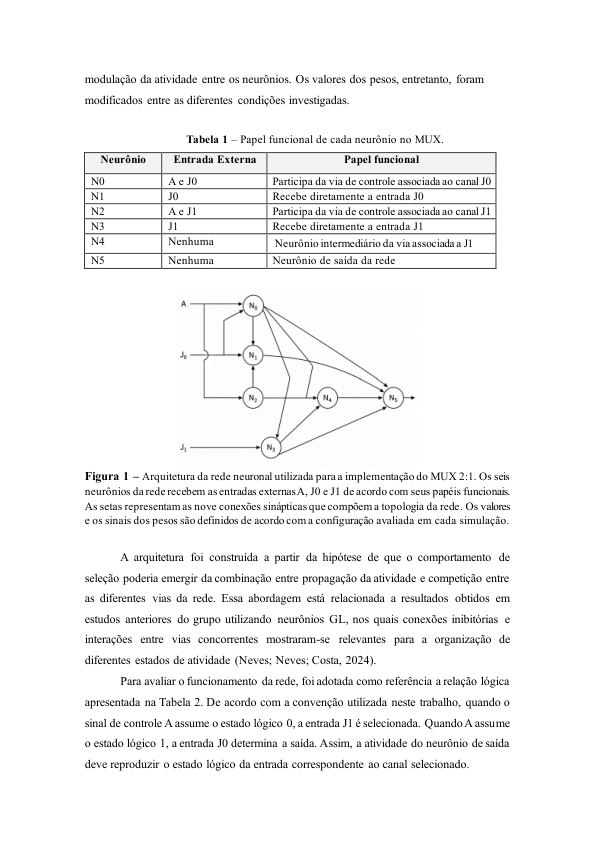 modulação da atividade entre os neurônios. Os valores dos pesos, entretanto, foram
modificados entre as diferentes condições investigadas.
Tabela 1 – Papel funcional de cada neurônio no MUX.
Neurônio Entrada Externa Papel funcional
N0 A e J0 Participa da via de controle associada ao canal J0
N1 J0 Recebe diretamente a entrada J0
N2 A e J1 Participa da via de controle associada ao canal J1
N3 J1 Recebe diretamente a entrada J1
N4 Nenhuma Neurônio intermediário da via associada a J1
N5 Nenhuma Neurônio de saída da rede
A N₀
J₀ N₁
N₂ N₄ N₅
J₁ N₃
Figura 1 – Arquitetura da rede neuronal utilizada para a implementação do MUX 2:1. Os seis
neurônios da rede recebem as entradas externas A, J0 e J1 de acordo com seus papéis funcionais.
As setas representam as nove conexões sinápticas que compõem a topologia da rede. Os valores
e os sinais dos pesos são definidos de acordo com a configuração avaliada em cada simulação.
A arquitetura foi construída a partir da hipótese de que o comportamento de
seleção poderia emergir da combinação entre propagação da atividade e competição entre
as diferentes vias da rede. Essa abordagem está relacionada a resultados obtidos em
estudos anteriores do grupo utilizando neurônios GL, nos quais conexões inibitórias e
interações entre vias concorrentes mostraram-se relevantes para a organização de
diferentes estados de atividade (Neves; Neves; Costa, 2024).
Para avaliar o funcionamento da rede, foi adotada como referência a relação lógica
apresentada na Tabela 2. De acordo com a convenção utilizada neste trabalho, quando o
sinal de controle A assume o estado lógico 0, a entrada J1 é selecionada. Quando A assume
o estado lógico 1, a entrada J0 determina a saída. Assim, a atividade do neurônio de saída
deve reproduzir o estado lógico da entrada correspondente ao canal selecionado.